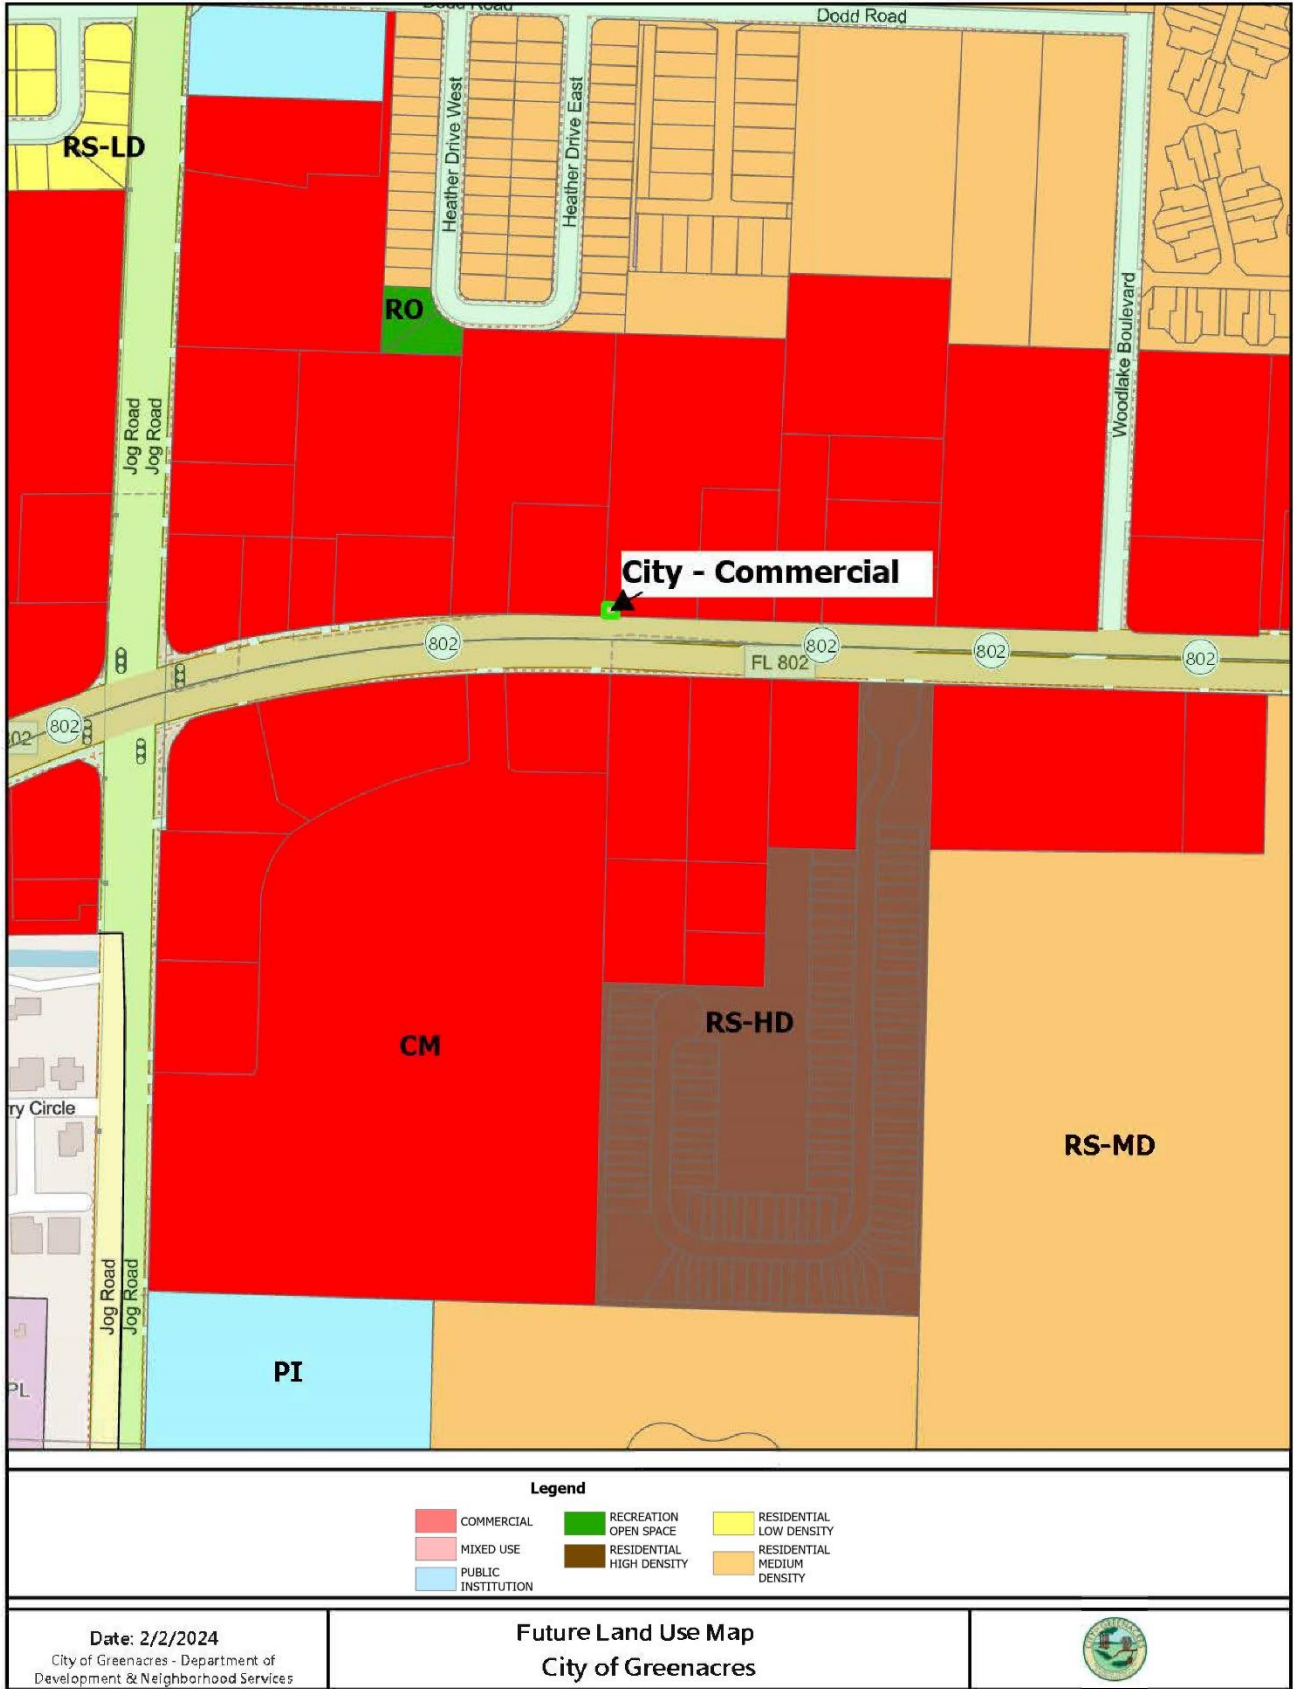 Dodd Road
Dodd Road
RS-LD
Heather Drive West
Heather Drive East
RO
Woodlake Boulevard
Jog Road
Jog Road
City - Commercial
802
802
802
802
FL 802
802
02
CM
RS-HD
ry Circle
RS-MD
Jog Road
Jog Road
PI
PL
Legend
COMMERCIAL
MIXED USE
PUBLIC
INSTITUTION
RECREATION
OPEN SPACE
RESIDENTIAL
HIGH DENSITY
RESIDENTIAL
LOW DENSITY
RESIDENTIAL
MEDIUM
DENSITY
Date: 2/2/2024
City of Greenacres - Department of
Development & Neighborhood Services
Future Land Use Map
City of Greenacres